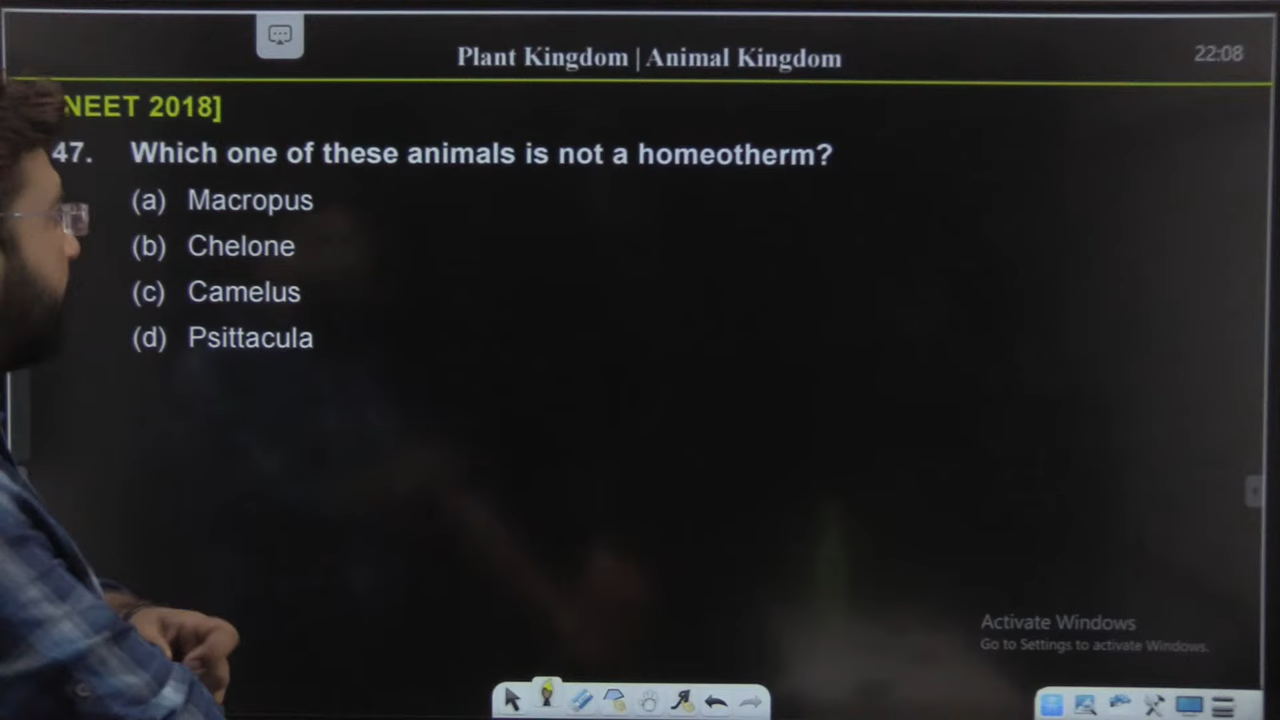 Plant Kingdom | Animal Kingdom
22:08
NEET 2018]
47. Which one of these animals is not a homeotherm?
(a) Macropus
(b) Chelone
(c) Camelus
(d) Psittacula
Activate Windows
Go to Settings to activate Windows.